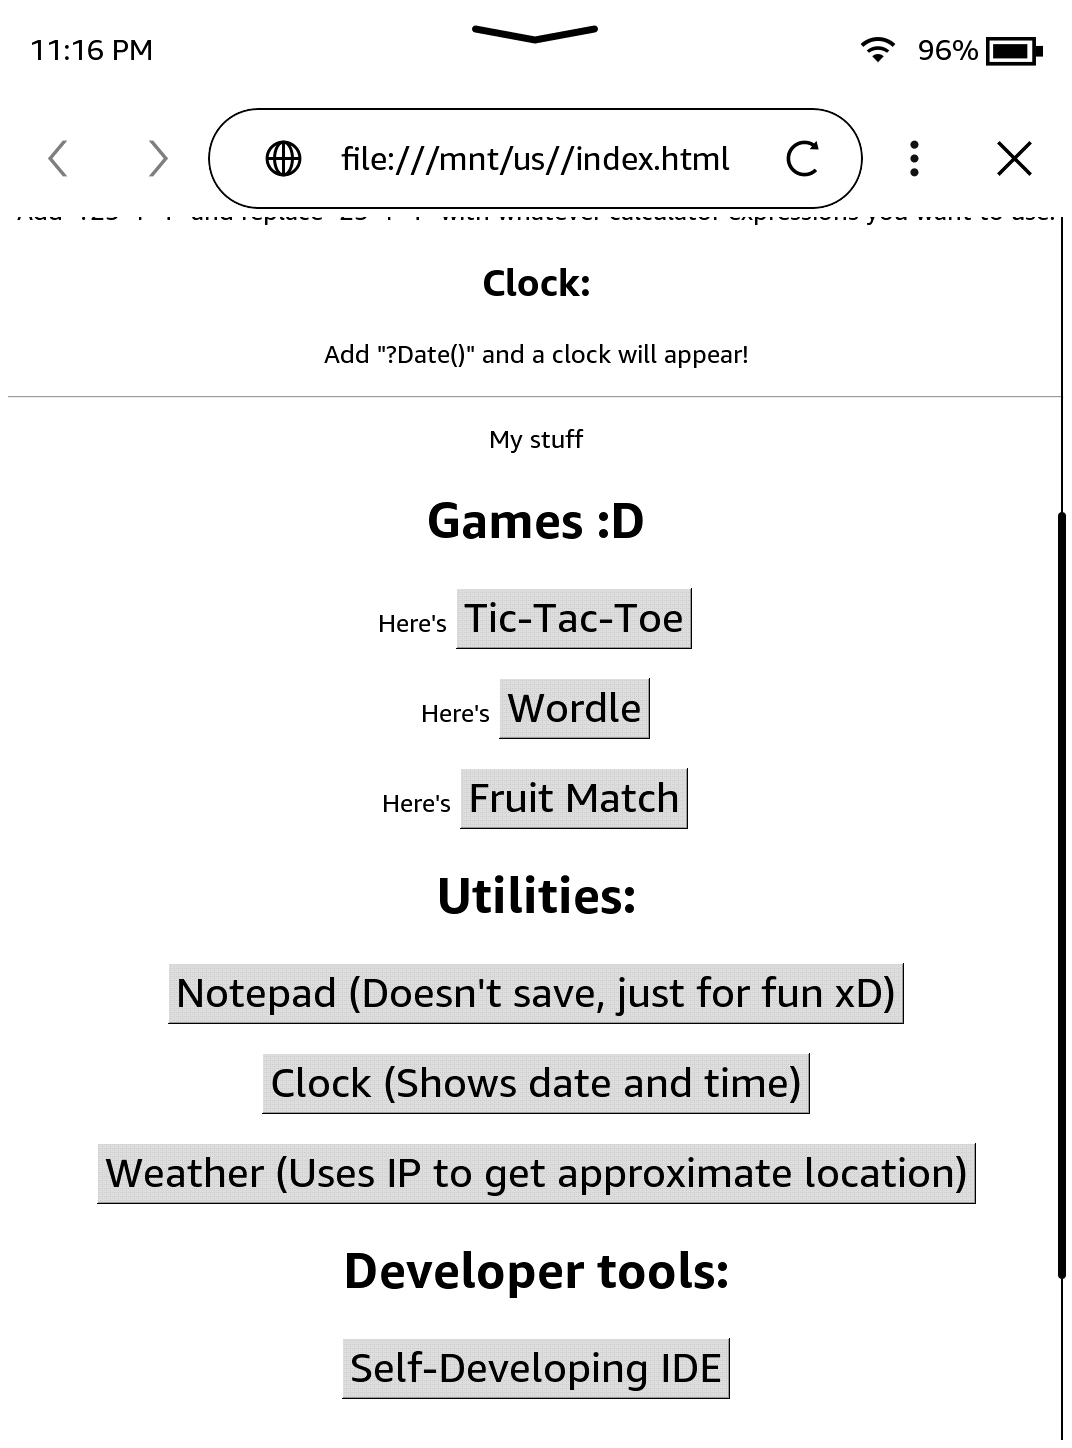 11:16 PM
96%
file:///mnt/us//index.html
with whatever calculator expressions you want to use.
Clock:
Add "?Date()" and a clock will appear!
My stuff
Games :D
Here's Tic-Tac-Toe
Here's Wordle
Here's Fruit Match
Utilities:
Notepad (Doesn't save, just for fun xD)
Clock (Shows date and time)
Weather (Uses IP to get approximate location)
Developer tools:
Self-Developing IDE